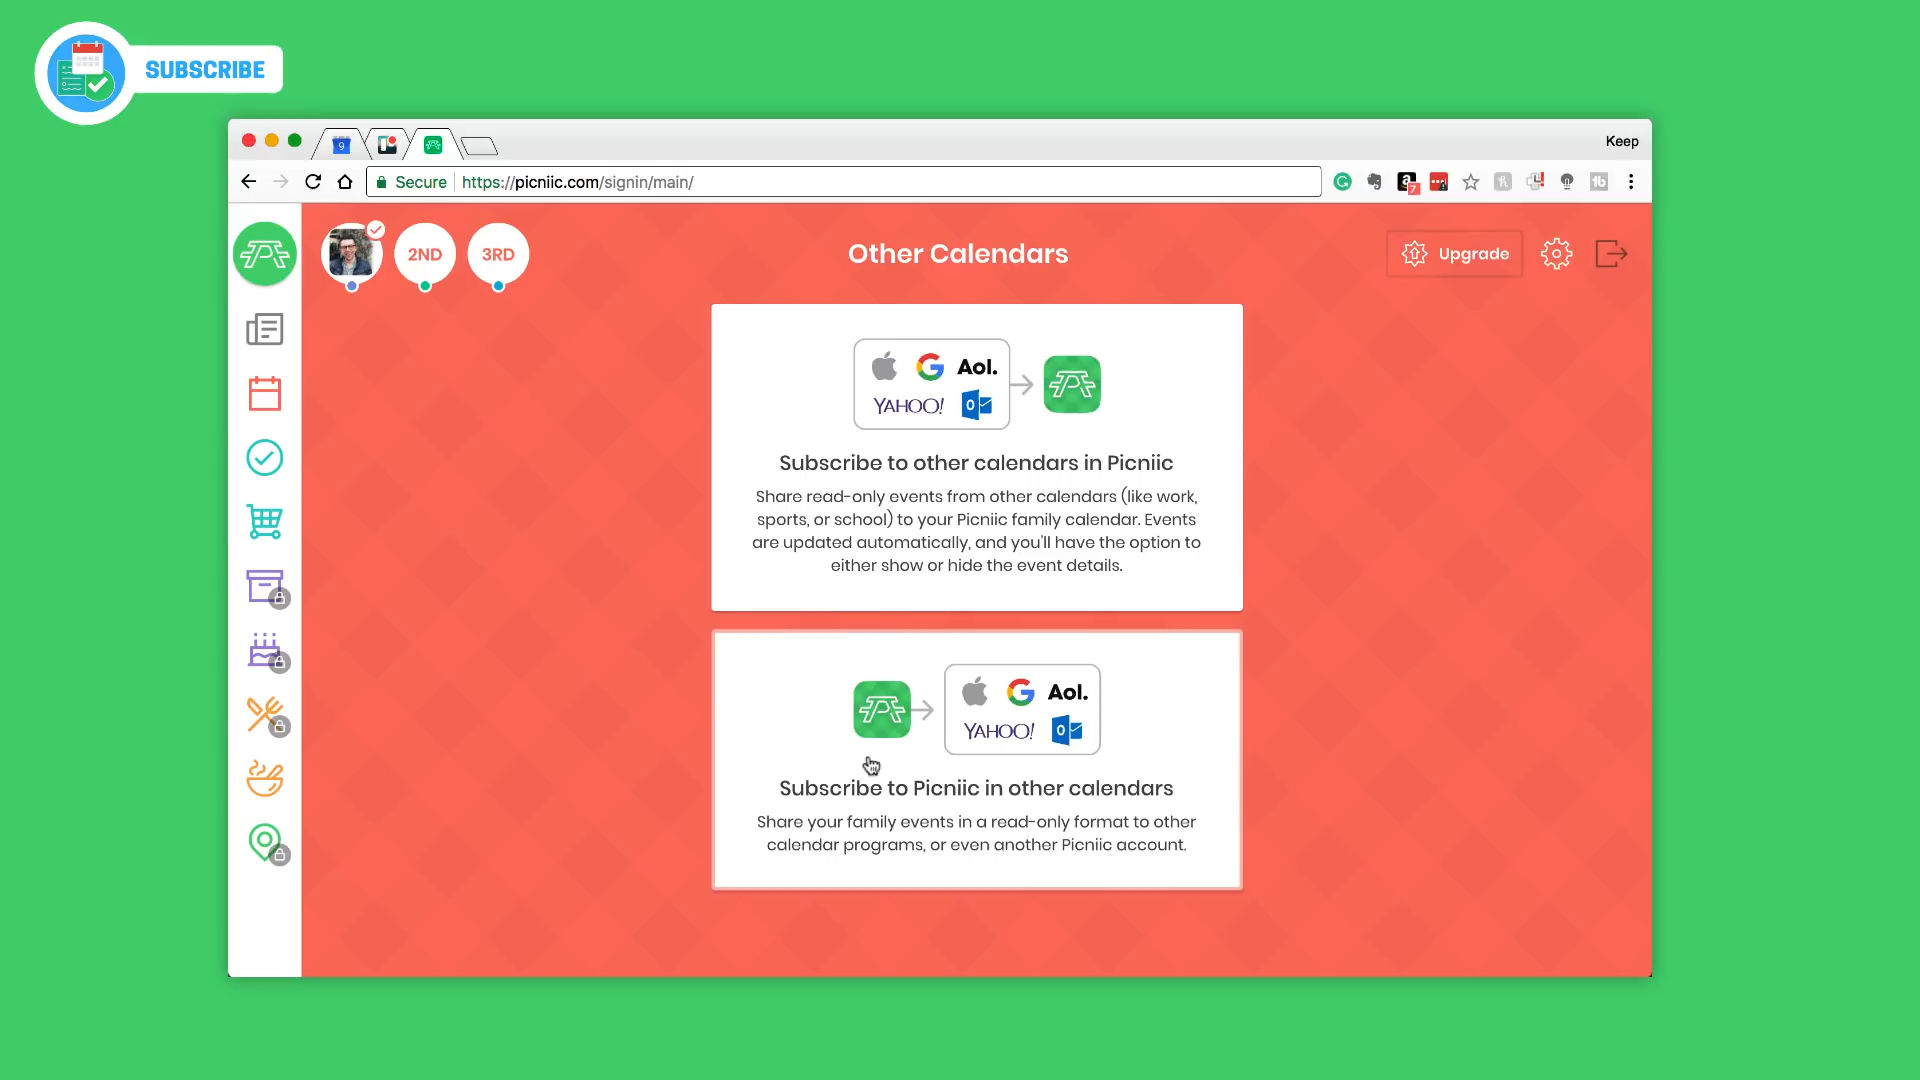 SUBSCRIBE
9
Keep
Secure
https://picniic.com/signin/main/
a
7
2ND
3RD
Other Calendars
Upgrade
G
Aol.
YAHOO!
O
Subscribe to other calendars in Picniic
Share read-only events from other calendars (like work,
sports, or school) to your Picniic family calendar. Events
are updated automatically, and you'll have the option to
either show or hide the event details.
G
Aol.
YAHOO!
O
Subscribe to Picniic in other calendars
Share your family events in a read-only format to other
calendar programs, or even another Picniic account.